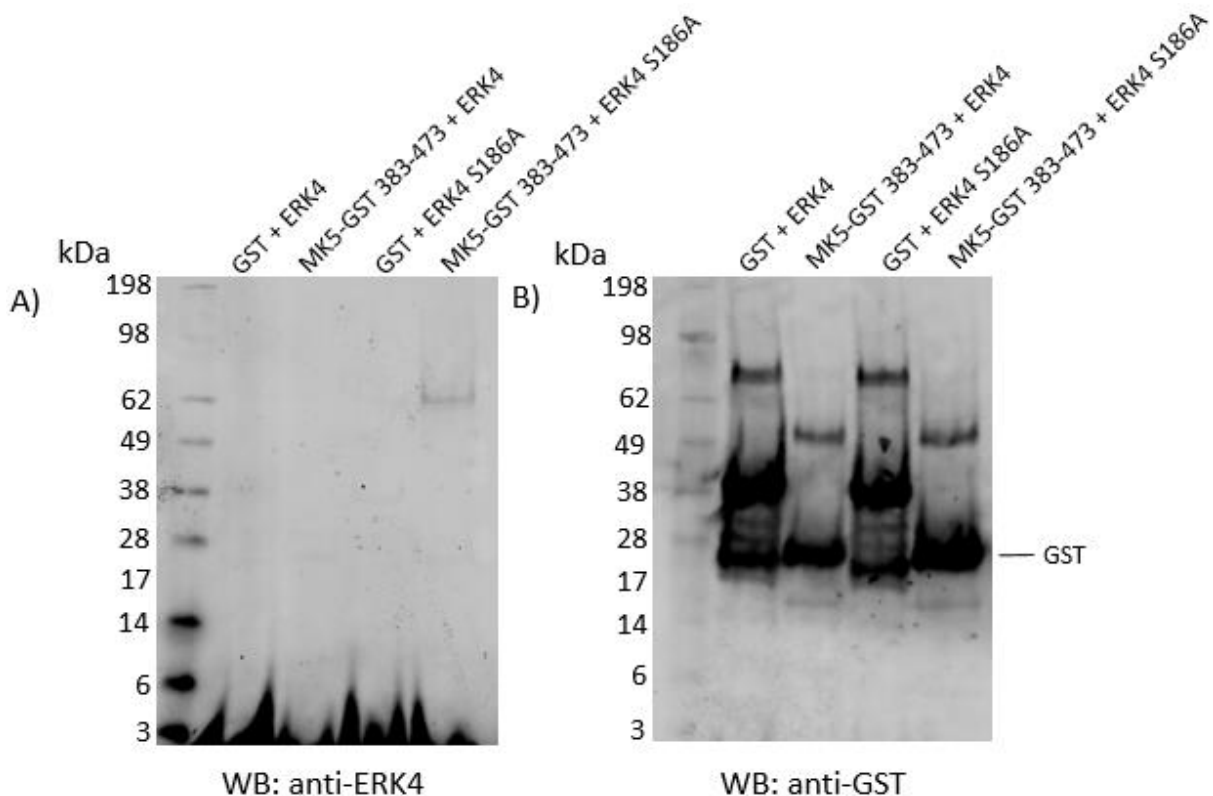 GST + ERK4
MK5-GST 383-473 + ERK4
GST + ERK4 S186A
MK5-GST 383-473 + ERK4 S186A
kDa
A)
198
98
62
49
38
28
17
14
6
3
WB: anti-ERK4
GST + ERK4
MK5-GST 383-473 + ERK4
GST + ERK4 S186A
MK5-GST 383-473 + ERK4 S186A
kDa
B)
198
98
62
49
38
28
17
14
6
3
GST
WB: anti-GST